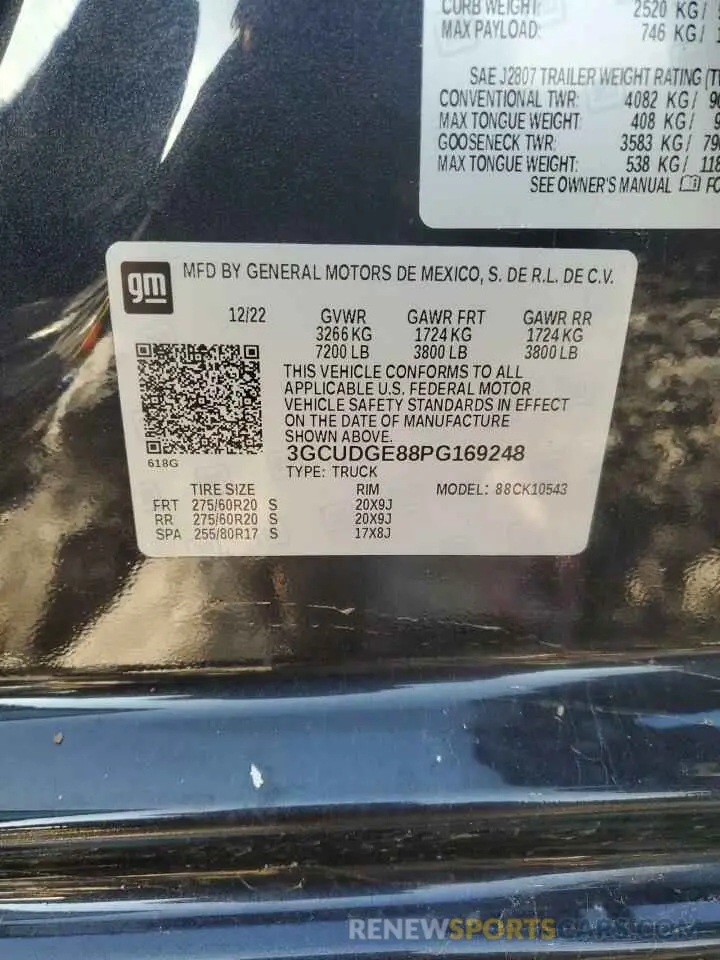 CURB WEIGHT: 2520 KG/
MAX PAYLOAD: 746 KG/
SAE J2807 TRAILER WEIGHT RATING
CONVENTIONAL TWR: 4082 KG/
MAX TONGUE WEIGHT: 408 KG/
GOOSENECK TWR: 3583 KG/
MAX TONGUE WEIGHT: 538 KG/
SEE OWNER'S MANUAL
gm MFD BY GENERAL MOTORS DE MEXICO, S. DE R.L. DE C.V.
12/22 GVWR GAWR FRT GAWR RR
3266 KG 1724 KG 1724 KG
7200 LB 3800 LB 3800 LB
THIS VEHICLE CONFORMS TO ALL
APPLICABLE U.S. FEDERAL MOTOR
VEHICLE SAFETY STANDARDS IN EFFECT
ON THE DATE OF MANUFACTURE
SHOWN ABOVE.
3GCUDGE88PG169248
618G
TYPE: TRUCK
TIRE SIZE RIM MODEL: 88CK10543
FRT 275/60R20 S 20X9J
RR 275/60R20 S 20X9J
SPA 255/80R17 S 17X8J
RENEWSPORTSCARS.COM